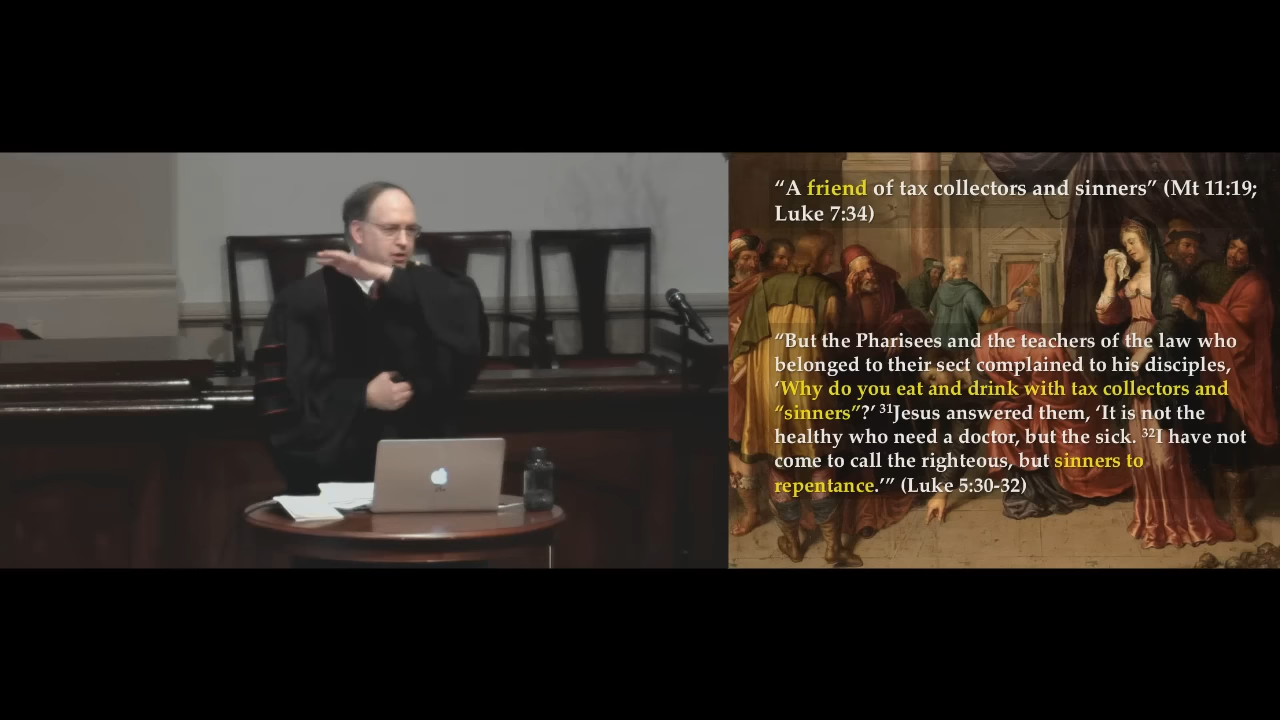 “A friend of tax collectors and sinners” (Mt 11:19;
Luke 7:34)
“But the Pharisees and the teachers of the law who
belonged to their sect complained to his disciples,
‘Why do you eat and drink with tax collectors and
“sinners”?’ ³¹Jesus answered them, ‘It is not the
healthy who need a doctor, but the sick. ³²I have not
come to call the righteous, but sinners to
repentance.’” (Luke 5:30-32)